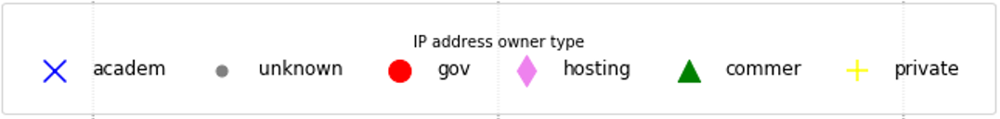 IP address owner type
academ unknown gov hosting commer private